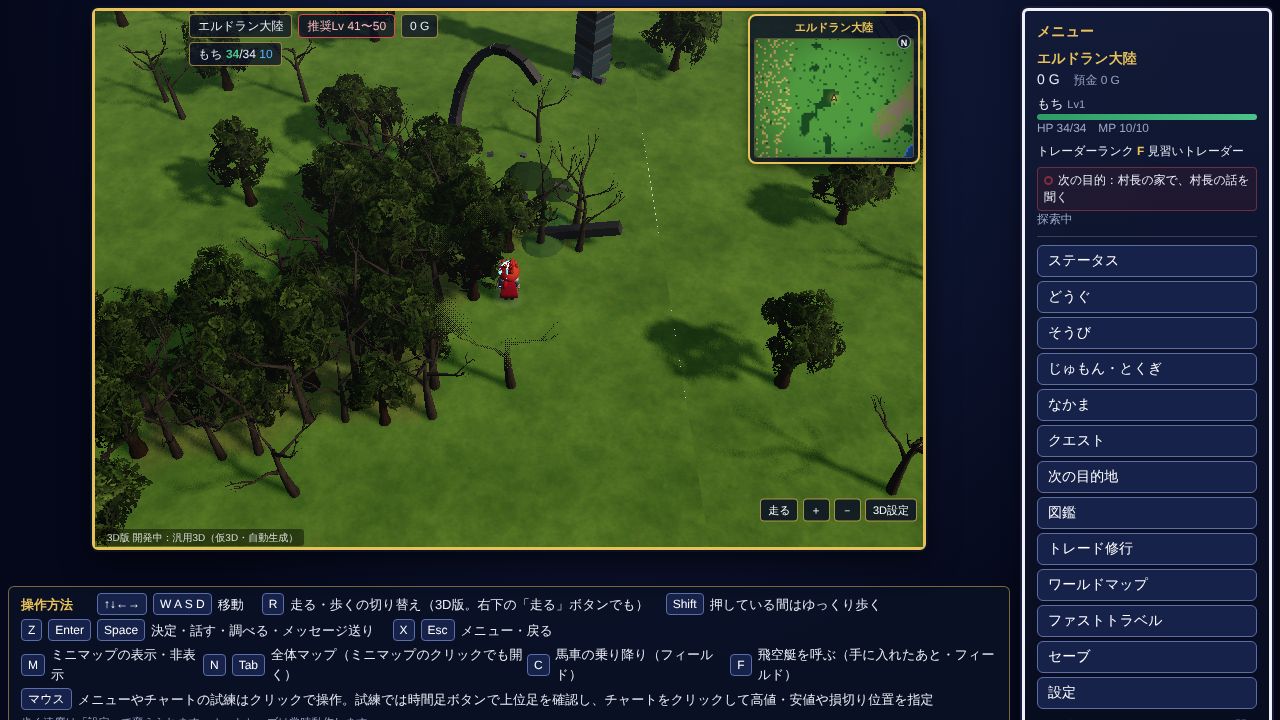 エルドラン大陸 推奨Lv 41〜50 0 G
もち 34/34 10
エルドラン大陸
N
走る ＋ － 3D設定
3D版 開発中：汎用3D（仮3D・自動生成）
メニュー
エルドラン大陸
0 G 預金 0 G
もち Lv1
HP 34/34 MP 10/10
トレーダーランク F 見習いトレーダー
次の目的：村長の家で、村長の話を
聞く
探索中
ステータス
どうぐ
そうび
じゅもん・とくぎ
なかま
クエスト
次の目的地
図鑑
トレード修行
ワールドマップ
ファストトラベル
セーブ
設定
操作方法 ↑↓←→ W A S D 移動 R 走る・歩くの切り替え（3D版。右下の「走る」ボタンでも） Shift 押している間はゆっくり歩く
Z Enter Space 決定・話す・調べる・メッセージ送り X Esc メニュー・戻る
M ミニマップの表示・非表示 N Tab 全体マップ（ミニマップのクリックでも開く） C 馬車の乗り降り（フィールド） F 飛空艇を呼ぶ（手に入れたあと・フィールド）
マウス メニューやチャートの試練はクリックで操作。試練では時間足ボタンで上位足を確認し、チャートをクリックして高値・安値や損切り位置を指定